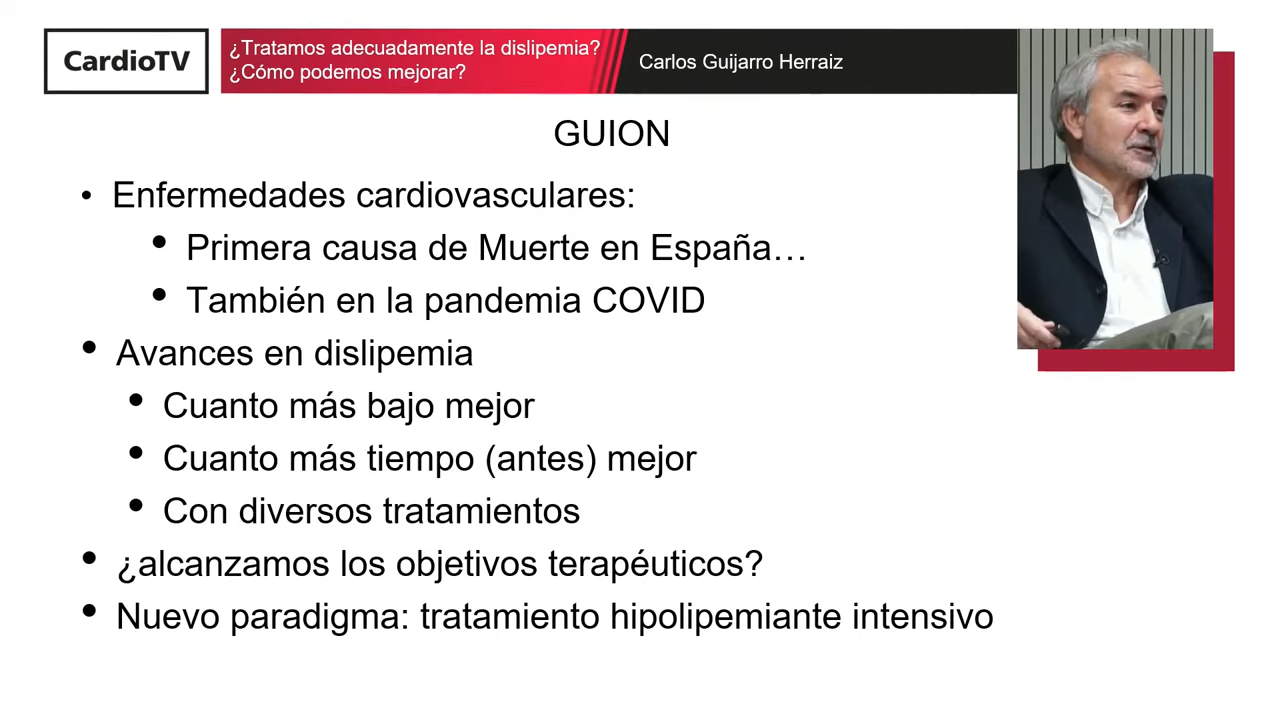 CardioTV
¿Tratamos adecuadamente la dislipemia?
¿Cómo podemos mejorar?
Carlos Guijarro Herraiz
GUION
• Enfermedades cardiovasculares:
• Primera causa de Muerte en España…
• También en la pandemia COVID
• Avances en dislipemia
• Cuanto más bajo mejor
• Cuanto más tiempo (antes) mejor
• Con diversos tratamientos
• ¿alcanzamos los objetivos terapéuticos?
• Nuevo paradigma: tratamiento hipolipemiante intensivo